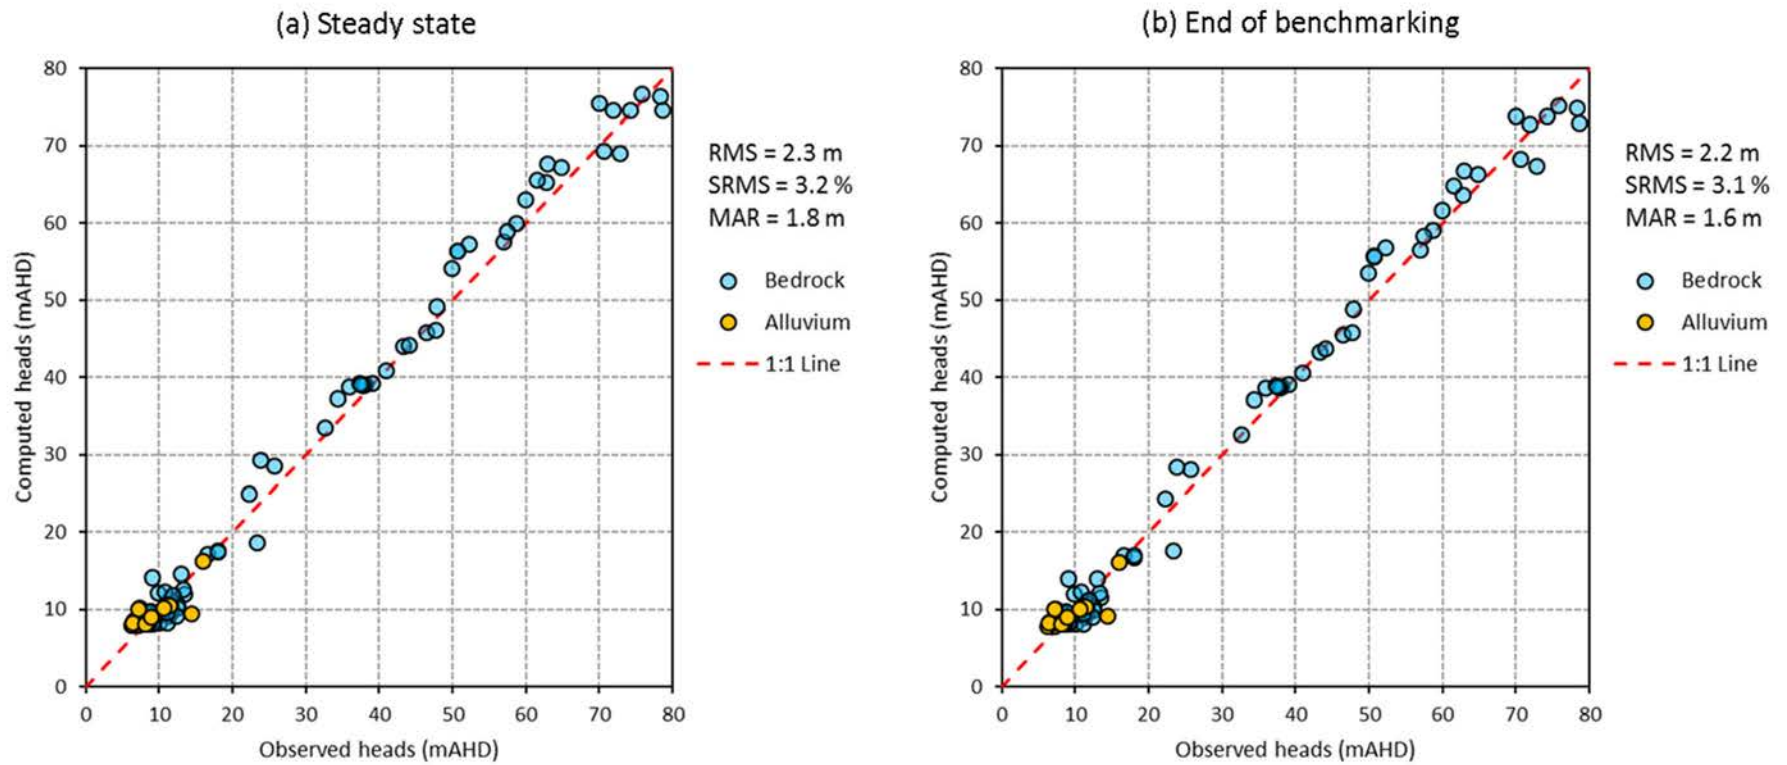 (a) Steady state
80
70
60
50
40
30
20
10
0
0 10 20 30 40 50 60 70 80
Computed heads (mAHD)
Observed heads (mAHD)
RMS = 2.3 m
SRMS = 3.2 %
MAR = 1.8 m
Bedrock
Alluvium
1:1 Line
(b) End of benchmarking
80
70
60
50
40
30
20
10
0
0 10 20 30 40 50 60 70 80
Computed heads (mAHD)
Observed heads (mAHD)
RMS = 2.2 m
SRMS = 3.1 %
MAR = 1.6 m
Bedrock
Alluvium
1:1 Line